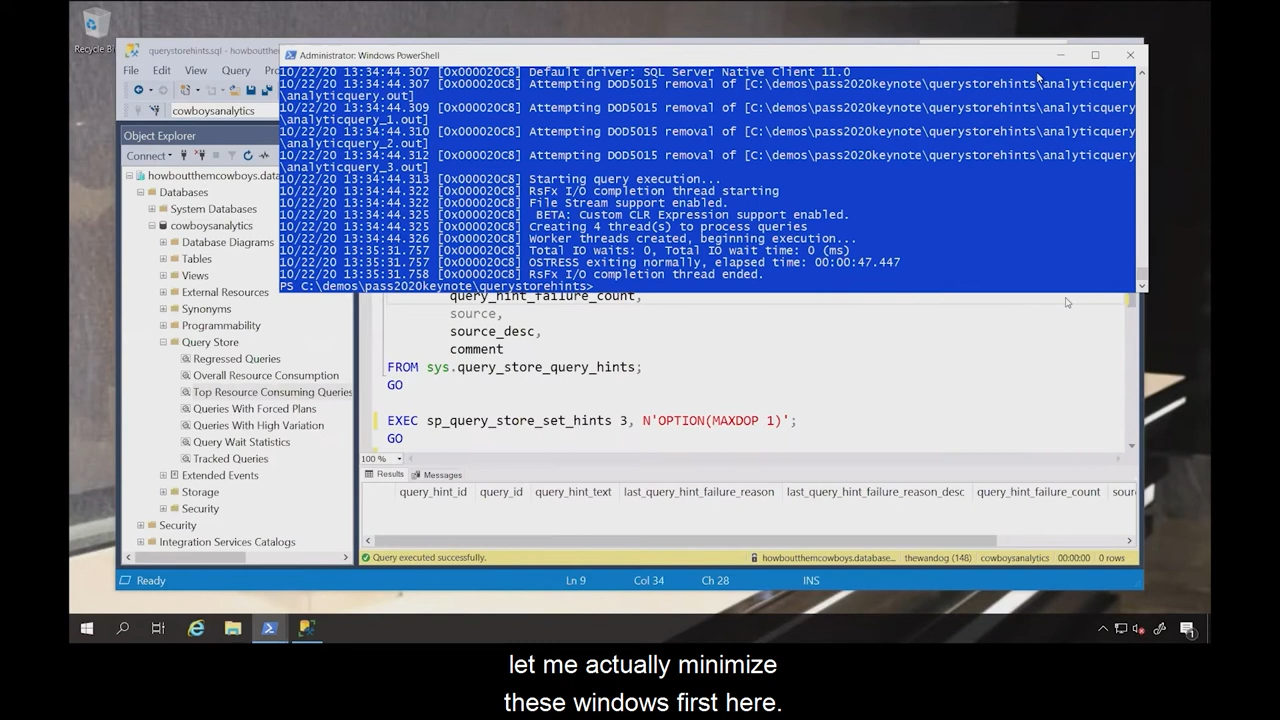 Recycle Bi
querystorehints.sql - howboutthem
Administrator: Windows PowerShell
File Edit View Query
cowboysanalytics
10/22/20 13:34:44.307 [0x000020C8] Default driver: SQL Server Native Client 11.0
10/22/20 13:34:44.307 [0x000020C8] Attempting DOD5015 removal of [C:\demos\pass2020keynote\querystorehints\analyticquery
\analyticquery.out]
10/22/20 13:34:44.309 [0x000020C8] Attempting DOD5015 removal of [C:\demos\pass2020keynote\querystorehints\analyticquery
\analyticquery_1.out]
10/22/20 13:34:44.310 [0x000020C8] Attempting DOD5015 removal of [C:\demos\pass2020keynote\querystorehints\analyticquery
\analyticquery_2.out]
10/22/20 13:34:44.312 [0x000020C8] Attempting DOD5015 removal of [C:\demos\pass2020keynote\querystorehints\analyticquery
\analyticquery_3.out]
10/22/20 13:34:44.313 [0x000020C8] Starting query execution...
10/22/20 13:34:44.322 [0x000020C8] RsFx I/O completion thread starting
10/22/20 13:34:44.322 [0x000020C8] File Stream support enabled.
10/22/20 13:34:44.325 [0x000020C8]  BETA: Custom CLR Expression support enabled.
10/22/20 13:34:44.325 [0x000020C8] Creating 4 thread(s) to process queries
10/22/20 13:34:44.326 [0x000020C8] Worker threads created, beginning execution...
10/22/20 13:35:31.757 [0x000020C8] Total IO waits: 0, Total IO wait time: 0 (ms)
10/22/20 13:35:31.757 [0x000020C8] OSTRESS exiting normally, elapsed time: 00:00:47.447
10/22/20 13:35:31.758 [0x000020C8] RsFx I/O completion thread ended.
PS C:\demos\pass2020keynote\querystorehints>
Object Explorer
Connect
howboutthemcowboys.data
Databases
System Databases
cowboysanalytics
Database Diagrams
Tables
Views
External Resources
Synonyms
Programmability
Query Store
Regressed Queries
Overall Resource Consumption
Top Resource Consuming Queries
Queries With Forced Plans
Queries With High Variation
Query Wait Statistics
Tracked Queries
Extended Events
Storage
Security
Security
Integration Services Catalogs
query_hint_failure_count,
source,
source_desc,
comment
FROM sys.query_store_query_hints;
GO
EXEC sp_query_store_set_hints 3, N'OPTION(MAXDOP 1)';
GO
100 %
Results Messages
query_hint_id query_id query_hint_text last_query_hint_failure_reason last_query_hint_failure_reason_desc query_hint_failure_count sour
Query executed successfully. howboutthemcowboys.database... thewandog (148) cowboysanalytics 00:00:00 0 rows
Ready Ln 9 Col 34 Ch 28 INS
1
let me actually minimize
these windows first here.